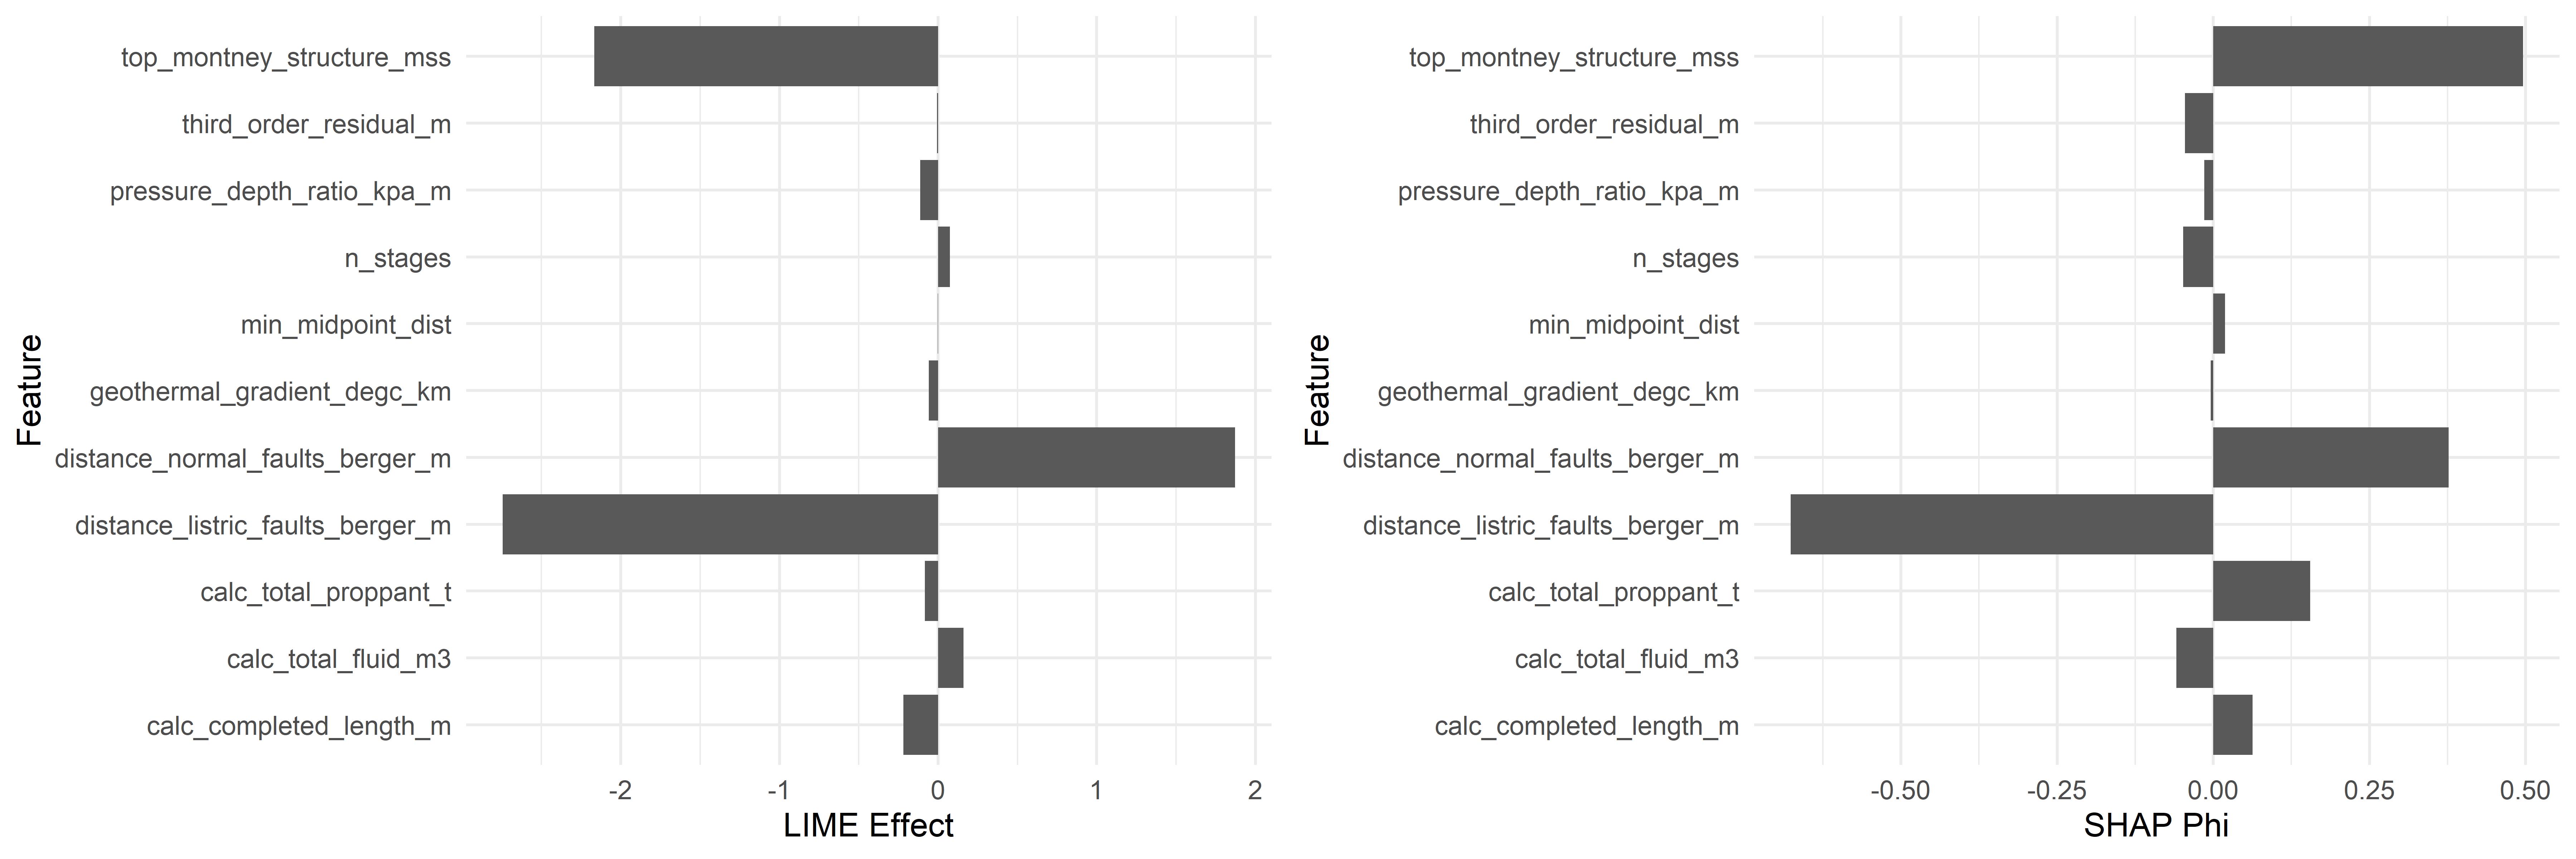 Feature
top_montney_structure_mss
third_order_residual_m
pressure_depth_ratio_kpa_m
n_stages
min_midpoint_dist
geothermal_gradient_degc_km
distance_normal_faults_berger_m
distance_listric_faults_berger_m
calc_total_proppant_t
calc_total_fluid_m3
calc_completed_length_m
-2 -1 0 1 2
LIME Effect
Feature
top_montney_structure_mss
third_order_residual_m
pressure_depth_ratio_kpa_m
n_stages
min_midpoint_dist
geothermal_gradient_degc_km
distance_normal_faults_berger_m
distance_listric_faults_berger_m
calc_total_proppant_t
calc_total_fluid_m3
calc_completed_length_m
-0.50 -0.25 0.00 0.25 0.50
SHAP Phi